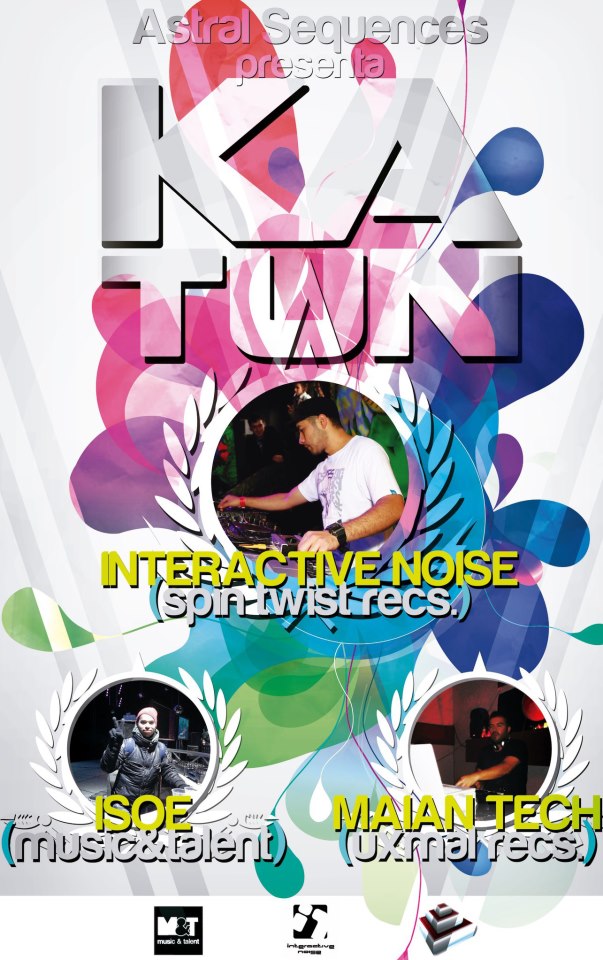 Astral Sequences
presenta
KA
TUN
INTERACTIVE NOISE
(spin twist recs.)
ISQE
(music&talent)
MAIAN TECH
(uxmal recs.)
M&T
music & talent
interactive
noise